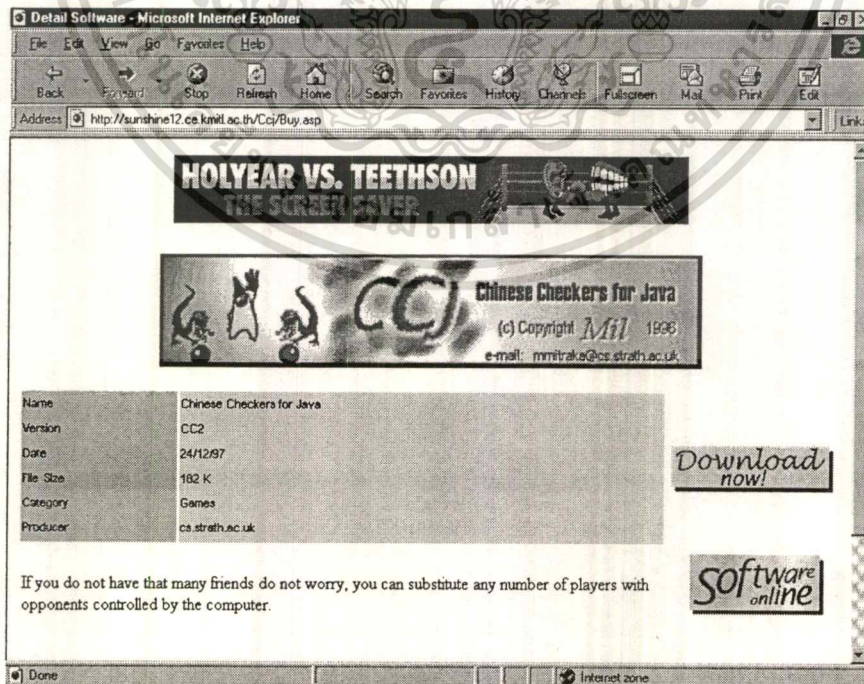 Detail Software - Microsoft Internet Explorer
File Edit View Go Favorites Help
Back Forward Stop Refresh Home Search Favorites History Channels Fullscreen Mail Print Edit
Address http://sunshine12.ce.kmitl.ac.th/Ccj/Buy.asp Links
HOLYEAR VS. TEETHSON
THE SCREEN SAVER
CCJ
Chinese Checkers for Java
(c) Copyright Mil 1996
e-mail: mmitraka@cs.strath.ac.uk
Name Chinese Checkers for Java
Version CC2
Date 24/12/97
File Size 182 K
Category Games
Producer cs.strath.ac.uk
Download
now!
If you do not have that many friends do not worry, you can substitute any number of players with
opponents controlled by the computer.
Software
online
Done Internet zone